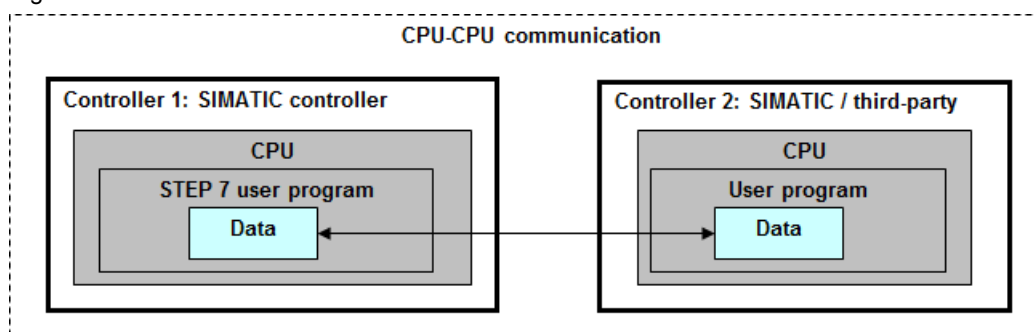 CPU-CPU communication
Controller 1: SIMATIC controller
CPU
STEP 7 user program
Data
Controller 2: SIMATIC / third-party
CPU
User program
Data